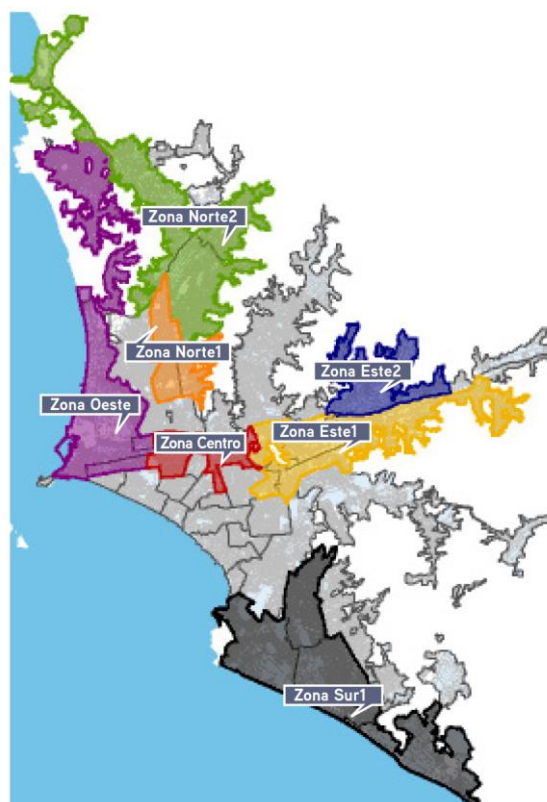 Zona Norte2
Zona Norte1
Zona Este2
Zona Oeste
Zona Este1
Zona Centro
Zona Sur1